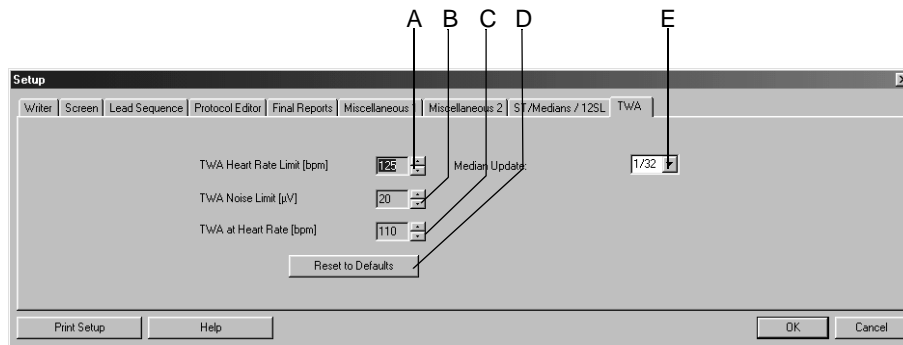 A B C D E
Setup
Writer Screen Lead Sequence Protocol Editor Final Reports Miscellaneous 1 Miscellaneous 2 ST/Medians / 12SL TWA
TWA Heart Rate Limit [bpm] 125 Median Update: 1/32
TWA Noise Limit [µV] 20
TWA at Heart Rate [bpm] 110
Reset to Defaults
Print Setup Help OK Cancel